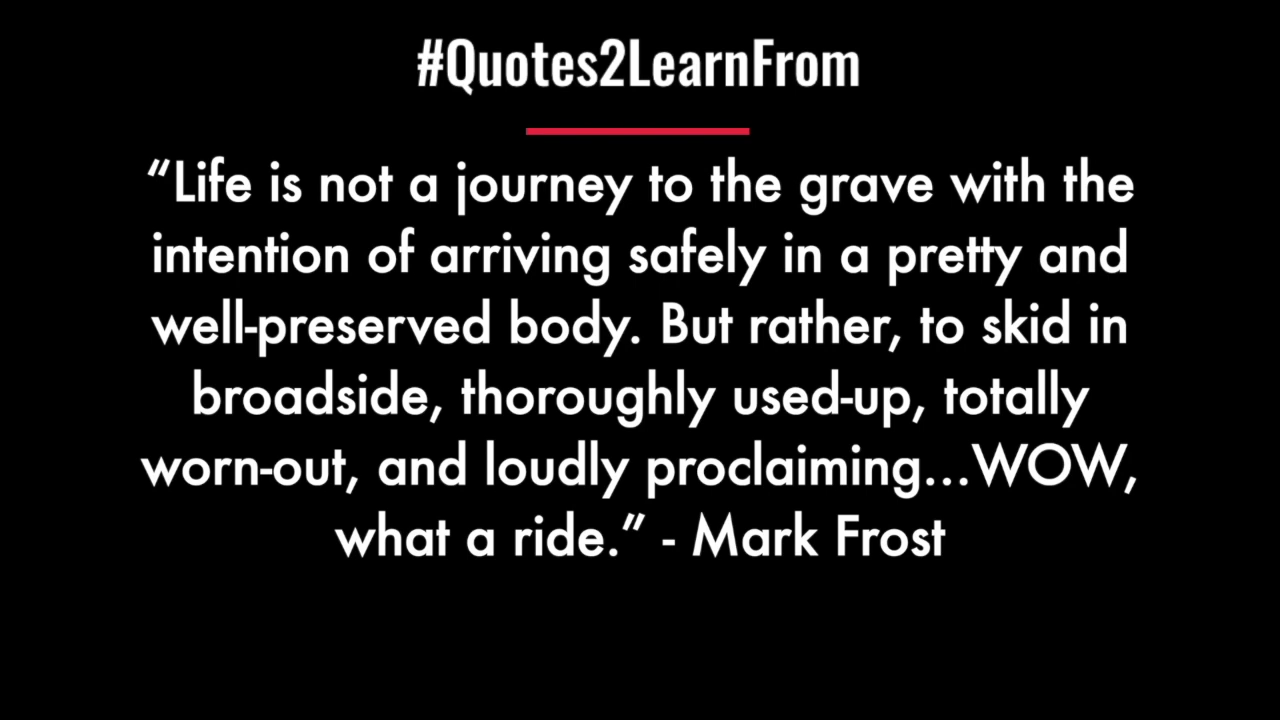 #Quotes2LearnFrom
“Life is not a journey to the grave with the
intention of arriving safely in a pretty and
well-preserved body. But rather, to skid in
broadside, thoroughly used-up, totally
worn-out, and loudly proclaiming...WOW,
what a ride.” - Mark Frost